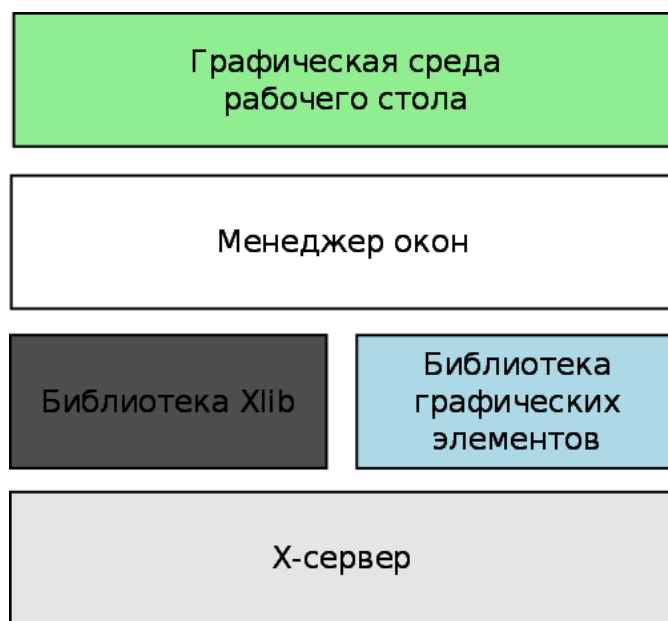 Графическая среда
рабочего стола
Менеджер окон
Библиотека Xlib
Библиотека
графических
элементов
X-сервер